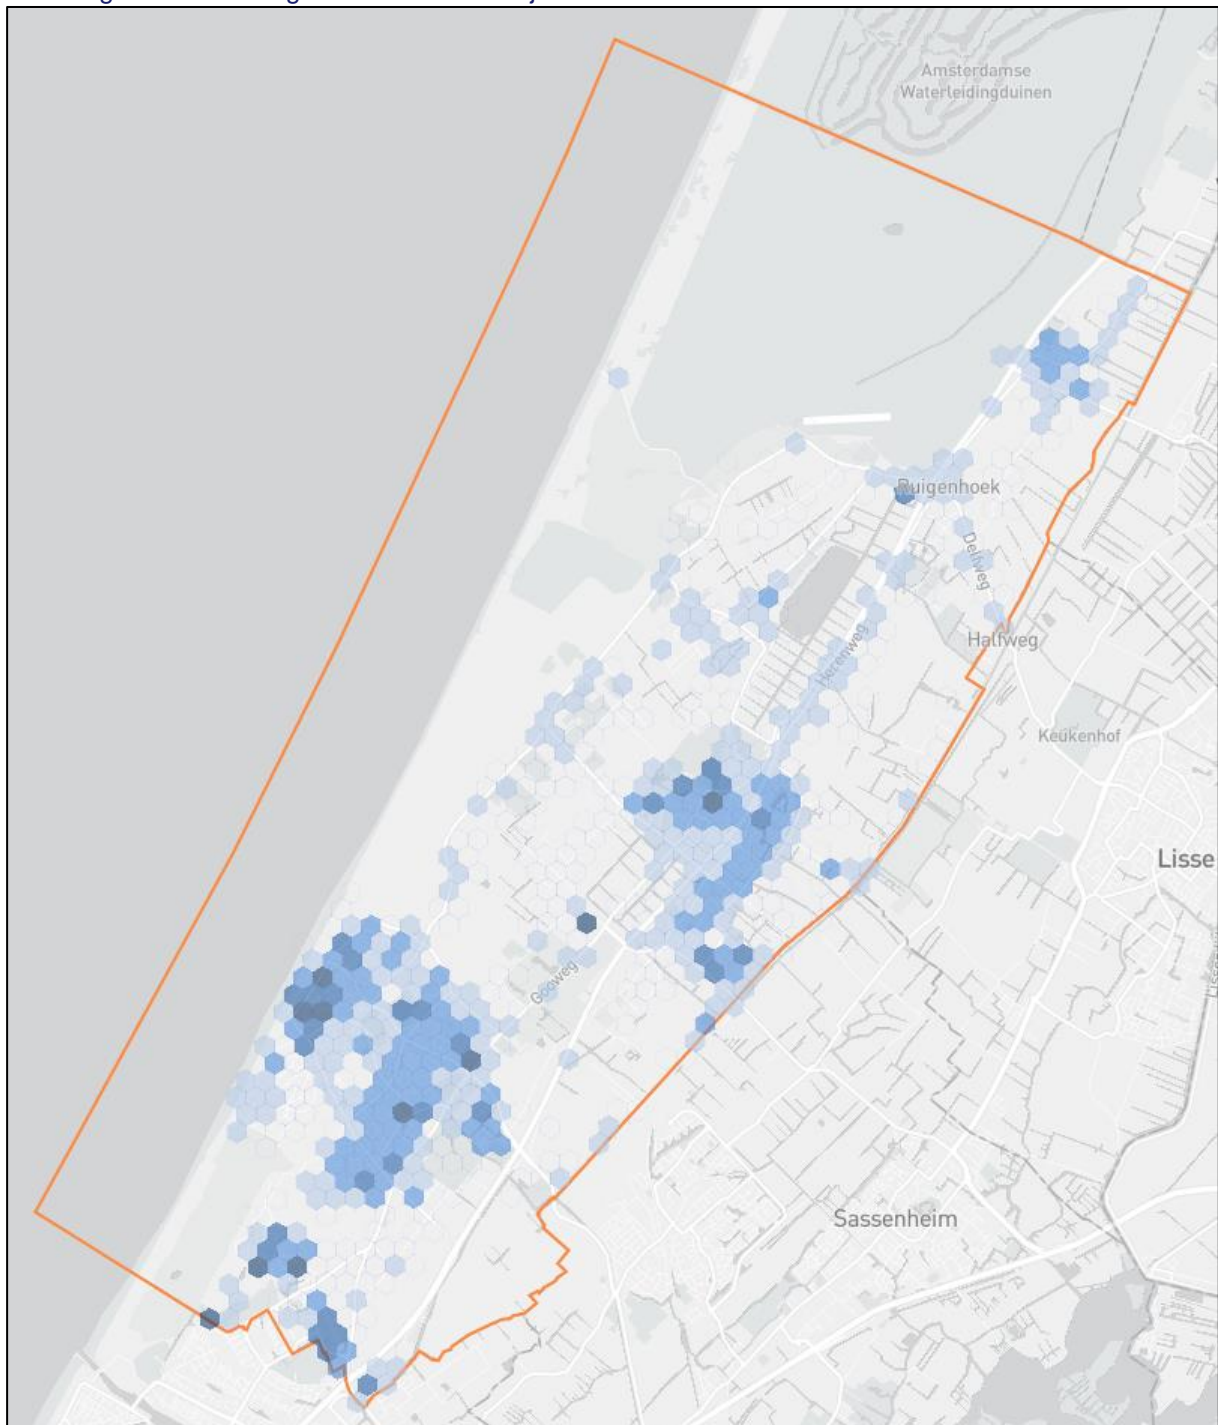 Amsterdamse
Waterleidingduinen
Ruigenhoek
Delfweg
Halfweg
Herenweg
Keukenhof
Lisse
Gooweg
Sassenheim